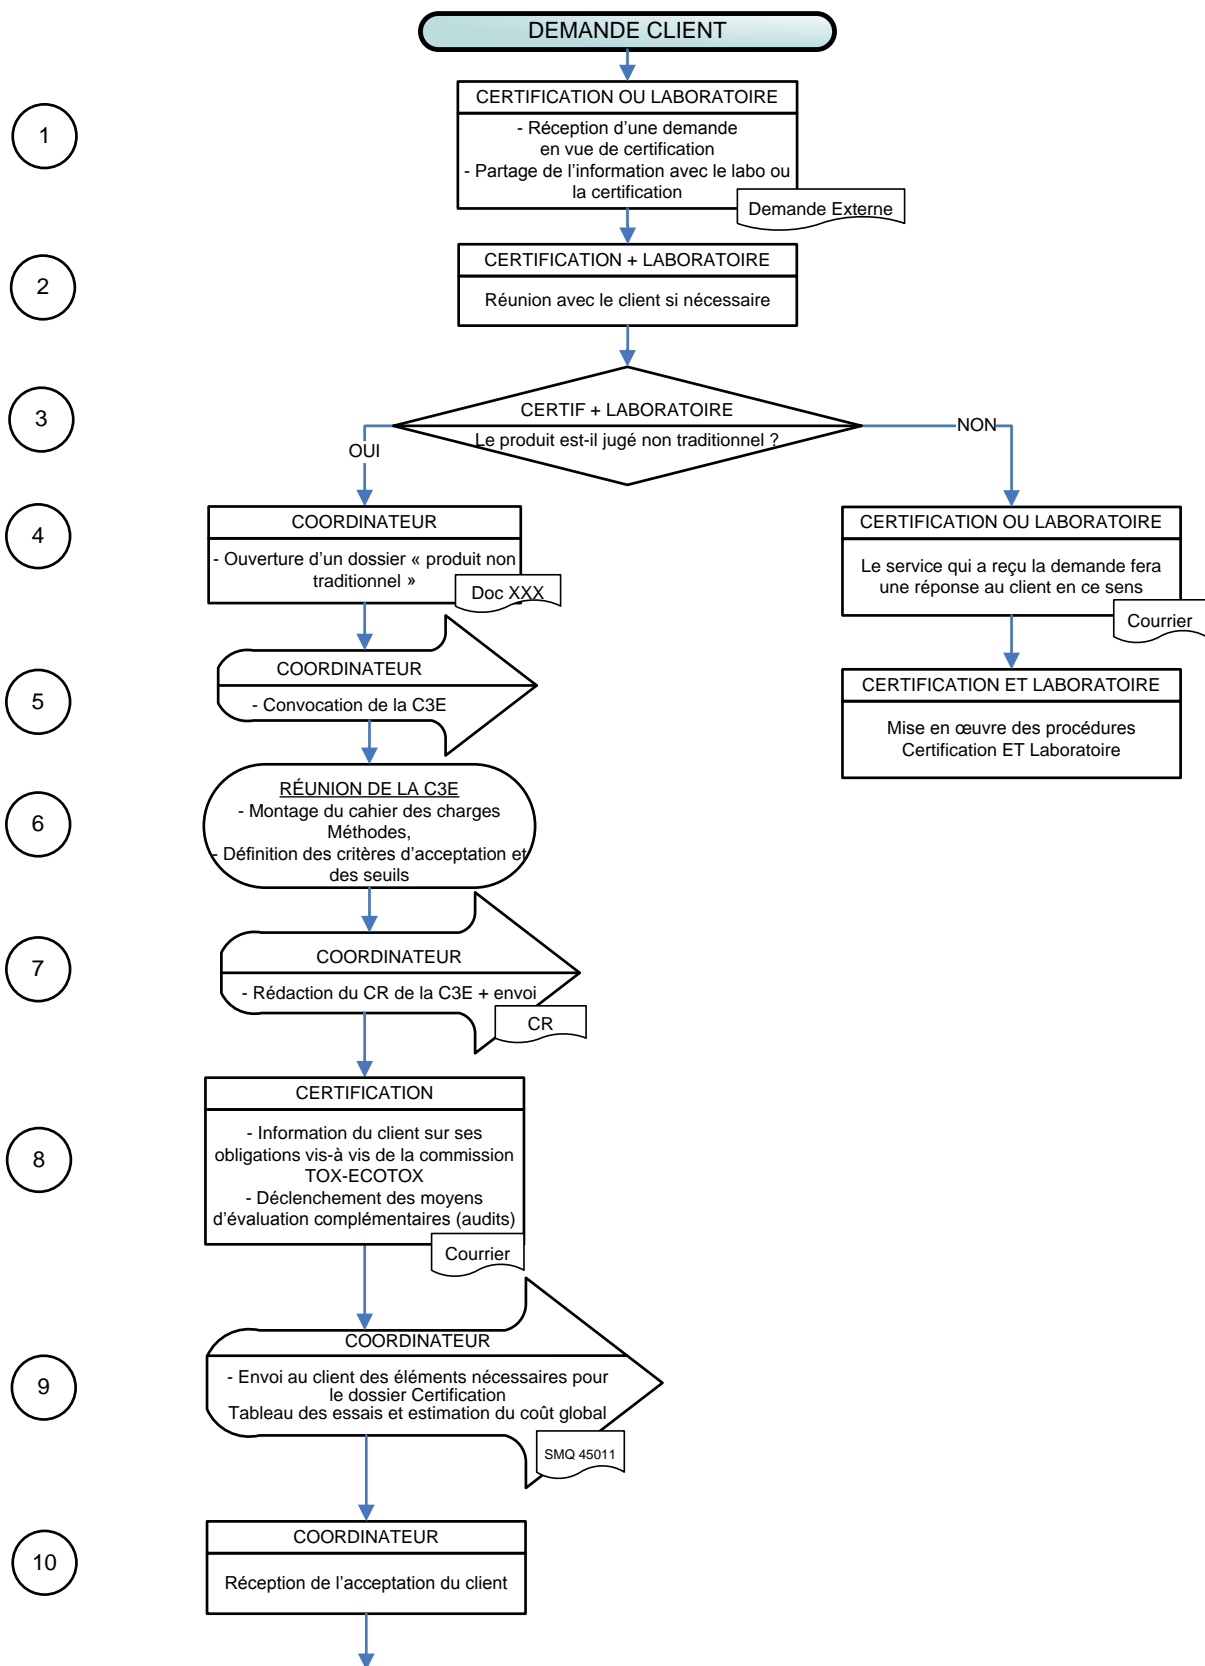 DEMANDE CLIENT
1
CERTIFICATION OU LABORATOIRE
- Réception d’une demande
en vue de certification
- Partage de l’information avec le labo ou
la certification
Demande Externe
2
CERTIFICATION + LABORATOIRE
Réunion avec le client si nécessaire
3
CERTIF + LABORATOIRE
Le produit est-il jugé non traditionnel ?
OUI
NON
4
COORDINATEUR
- Ouverture d’un dossier « produit non
traditionnel »
Doc XXX
CERTIFICATION OU LABORATOIRE
Le service qui a reçu la demande fera
une réponse au client en ce sens
Courrier
5
COORDINATEUR
- Convocation de la C3E
CERTIFICATION ET LABORATOIRE
Mise en œuvre des procédures
Certification ET Laboratoire
6
RÉUNION DE LA C3E
- Montage du cahier des charges
Méthodes,
- Définition des critères d’acceptation et
des seuils
7
COORDINATEUR
- Rédaction du CR de la C3E + envoi
CR
8
CERTIFICATION
- Information du client sur ses
obligations vis-à vis de la commission
TOX-ECOTOX
- Déclenchement des moyens
d’évaluation complémentaires (audits)
Courrier
9
COORDINATEUR
- Envoi au client des éléments nécessaires pour
le dossier Certification
Tableau des essais et estimation du coût global
SMQ 45011
10
COORDINATEUR
Réception de l’acceptation du client